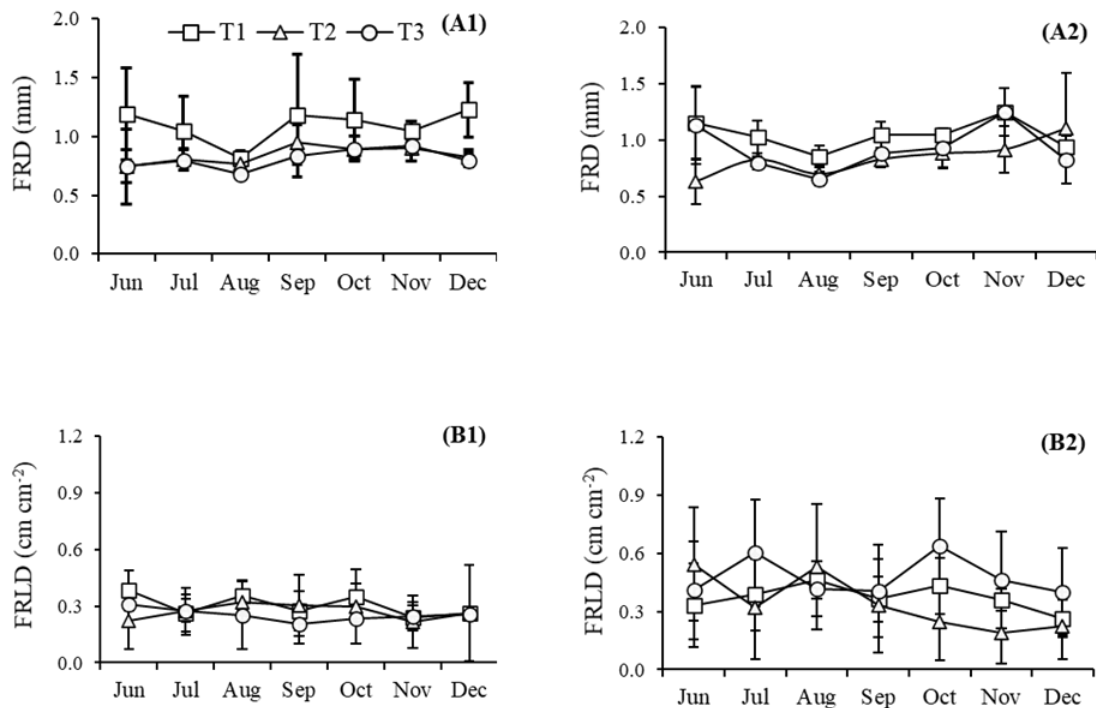 (A1)
T1 T2 T3
FRD (mm)
2.0
1.5
1.0
0.5
0.0
Jun Jul Aug Sep Oct Nov Dec
(A2)
FRD (mm)
2.0
1.5
1.0
0.5
0.0
Jun Jul Aug Sep Oct Nov Dec
(B1)
FRLD (cm cm⁻²)
1.2
0.9
0.6
0.3
0.0
Jun Jul Aug Sep Oct Nov Dec
(B2)
FRLD (cm cm⁻²)
1.2
0.9
0.6
0.3
0.0
Jun Jul Aug Sep Oct Nov Dec